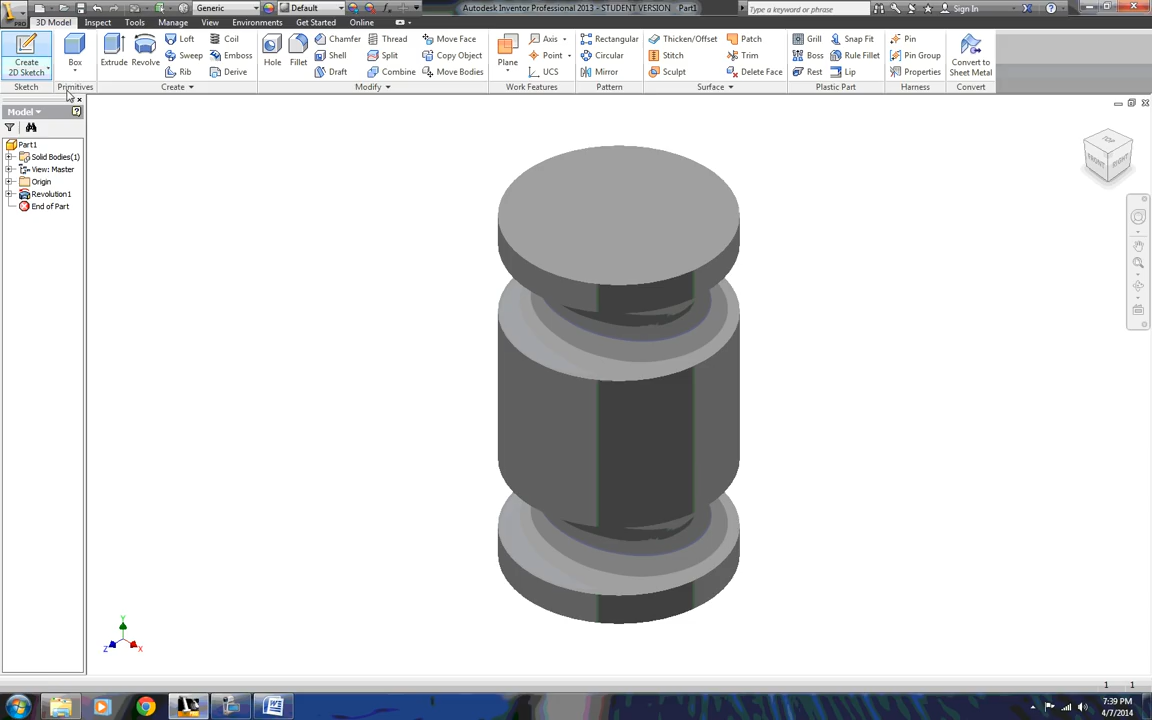 Generic Default Autodesk Inventor Professional 2013 - STUDENT VERSION Part1 Type a keyword or phrase Sign In
3D Model Inspect Tools Manage View Environments Get Started Online
Create
2D Sketch
Box
Extrude
Revolve
Loft
Sweep
Rib
Coil
Emboss
Derive
Hole
Fillet
Chamfer
Shell
Draft
Thread
Split
Combine
Move Face
Copy Object
Move Bodies
Plane
Axis
Point
UCS
Rectangular
Circular
Mirror
Thicken/Offset
Stitch
Sculpt
Patch
Trim
Delete Face
Grill
Boss
Rest
Snap Fit
Rule Fillet
Lip
Pin
Pin Group
Properties
Convert to
Sheet Metal
Sketch Primitives Create Modify Work Features Pattern Surface Plastic Part Harness Convert
Model
Part1
Solid Bodies(1)
View: Master
Origin
Revolution1
End of Part
TOP
FRONT
RIGHT
Y
Z
X
1 1
7:39 PM
4/7/2014